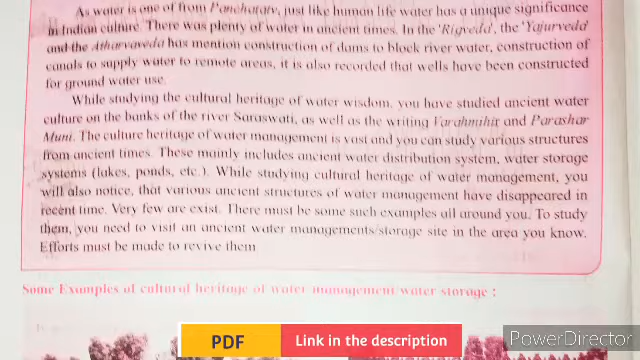 As water is one of from Pancharatv, just like human life water has a unique significance
in Indian culture. There was plenty of water in ancient times. In the 'Rigveda', the 'Yajurveda'
and the Atharvaveda has mention construction of dams to block river water, construction of
canals to supply water to remote areas, it is also recorded that wells have been constructed
for ground water use.
While studying the cultural heritage of water wisdom, you have studied ancient water
culture on the banks of the river Saraswati, as well as the writing Varahmihir and Parashar
Muni. The culture heritage of water management is vast and you can study various structures
from ancient times. These mainly includes ancient water distribution system, water storage
systems (lakes, ponds, etc.). While studying cultural heritage of water management, you
will also notice, that various ancient structures of water management have disappeared in
recent time. Very few are exist. There must be some such examples all around you. To study
them, you need to visit an ancient water managements/storage site in the area you know.
Efforts must be made to revive them
Some Examples of cultural heritage of water management/water storage :
PDF
Link in the description
PowerDirector